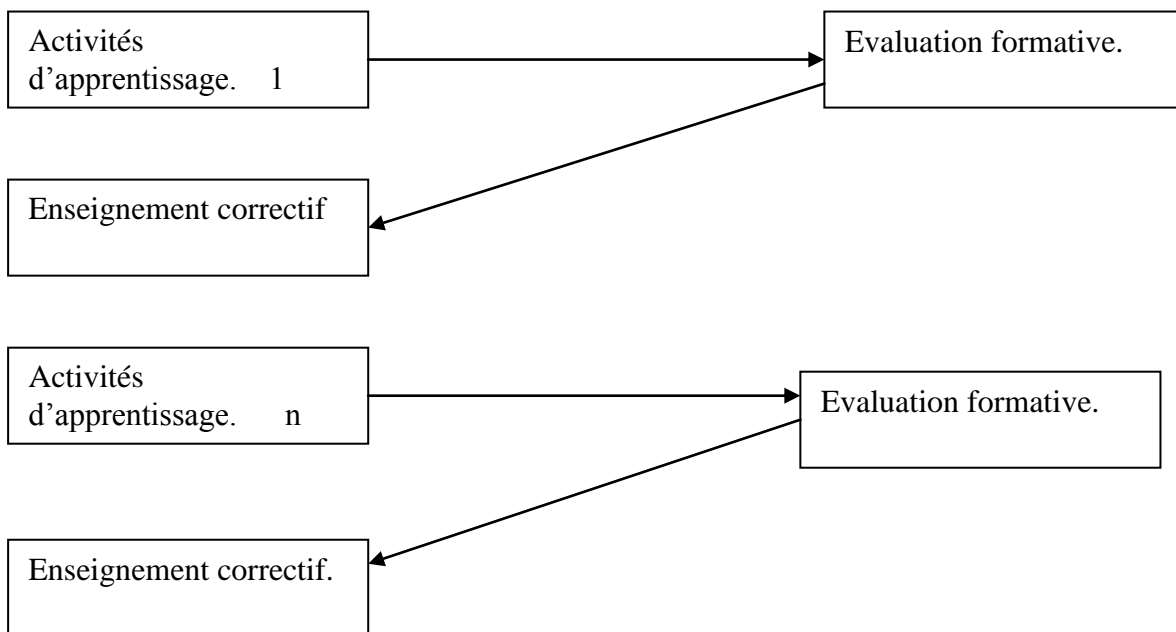 Activités
d’apprentissage. 1
Evaluation formative.
Enseignement correctif
Activités
d’apprentissage. n
Evaluation formative.
Enseignement correctif.